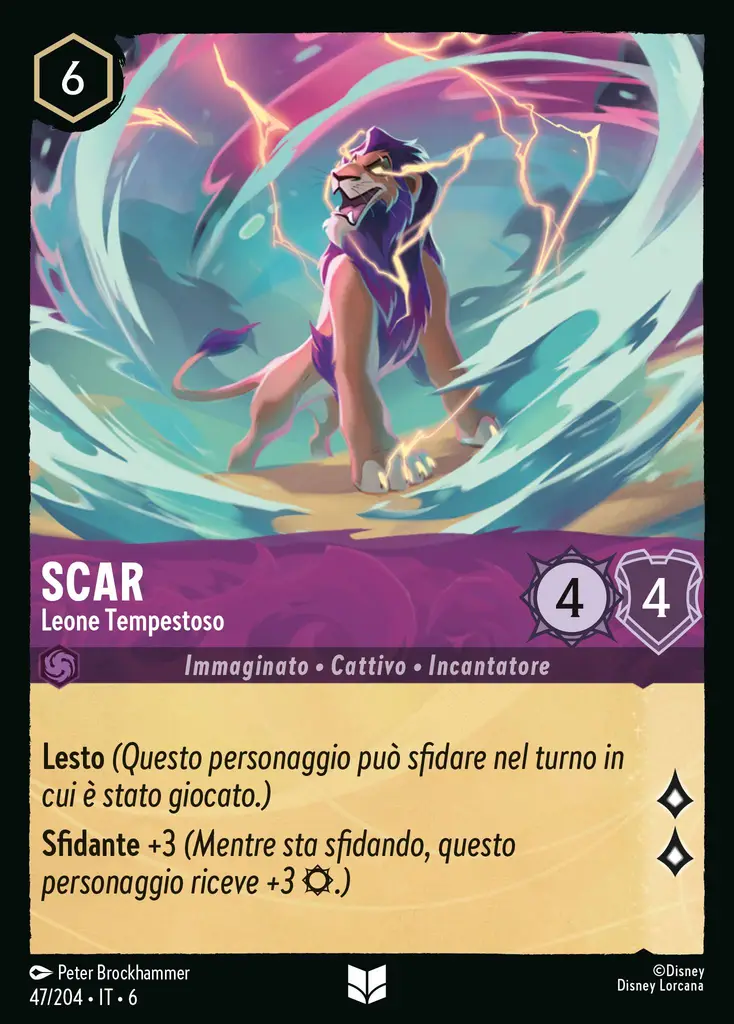 6
SCAR
Leone Tempestoso
4
4
Immaginato • Cattivo • Incantatore
Lesto (Questo personaggio può sfidare nel turno in
cui è stato giocato.)
Sfidante +3 (Mentre sta sfidando, questo
personaggio riceve +3 .)
Peter Brockhammer
©Disney
47/204 • IT • 6
Disney Lorcana